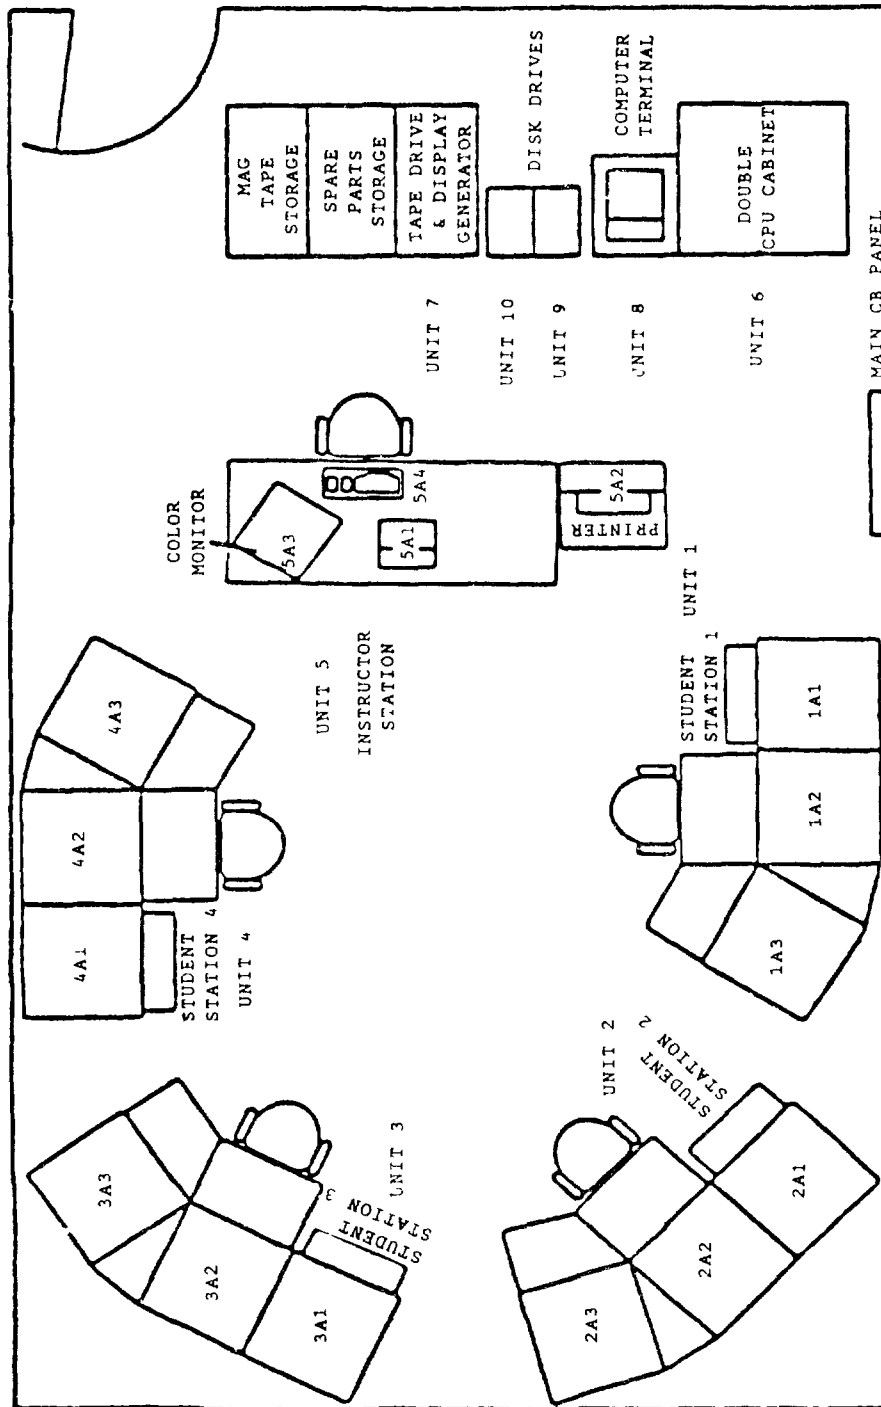 MAG
TAPE
STORAGE
SPARE
PARTS
STORAGE
TAPE DRIVE
& DISPLAY
GENERATOR
DISK DRIVES
COMPUTER
TERMINAL
DOUBLE
CPU CABINET
UNIT 7
UNIT 10
UNIT 9
UNIT 8
UNIT 6
MAIN CB PANEL
COLOR
MONITOR
5A3
5A4
5A1
5A2
PRINTER
UNIT 5
INSTRUCTOR
STATION
4A3
4A2
4A1
STUDENT
STATION 4
UNIT 4
STUDENT
STATION 1
UNIT 1
1A1
1A2
1A3
3A3
3A2
3A1
STUDENT
STATION 3
UNIT 3
UNIT 2
STUDENT
STATION 2
2A1
2A2
2A3